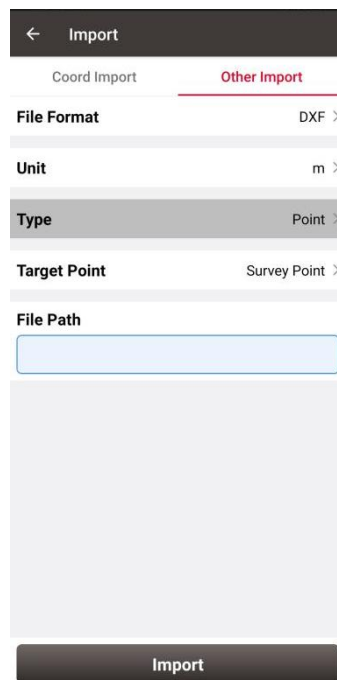 Import
Coord Import Other Import
File Format DXF
Unit m
Type Point
Target Point Survey Point
File Path
Import